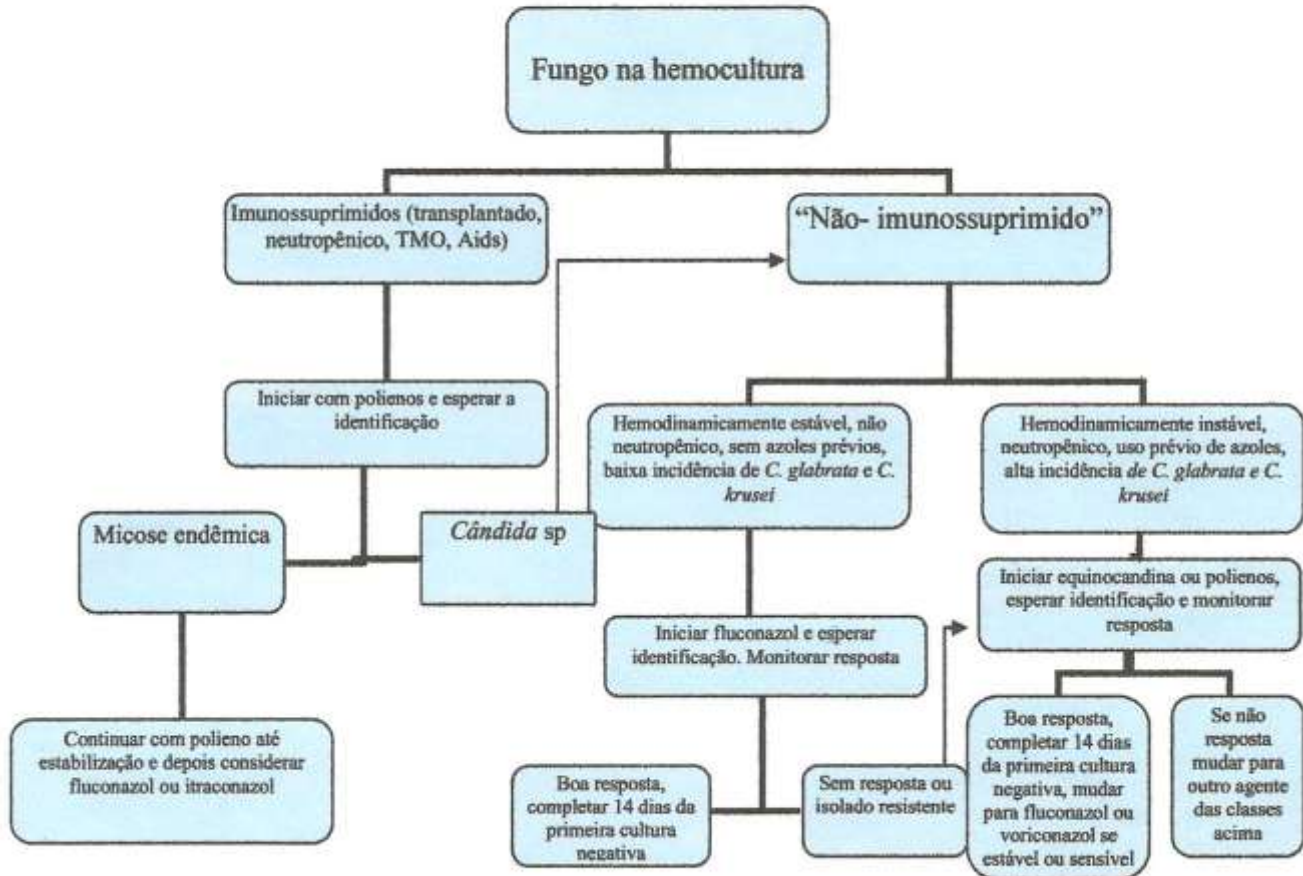 Fungo na hemocultura
Imunossuprimidos (transplantado,
neutropênico, TMO, Aids)
“Não- imunossuprimido”
Iniciar com polienos e esperar a
identificação
Hemodinamicamente estável, não
neutropênico, sem azoles prévios,
baixa incidência de C. glabrata e C.
krusei
Hemodinamicamente instável,
neutropênico, uso prévio de azoles,
alta incidência de C. glabrata e C.
krusei
Micose endêmica
Cândida sp
Iniciar equinocandina ou polienos,
esperar identificação e monitorar
resposta
Iniciar fluconazol e esperar
identificação. Monitorar resposta
Continuar com polieno até
estabilização e depois considerar
fluconazol ou itraconazol
Boa resposta,
completar 14 dias da
primeira cultura
negativa
Sem resposta ou
isolado resistente
Boa resposta,
completar 14 dias
da primeira cultura
negativa, mudar
para fluconazol ou
voriconazol se
estável ou sensível
Se não
resposta
mudar para
outro agente
das classes
acima